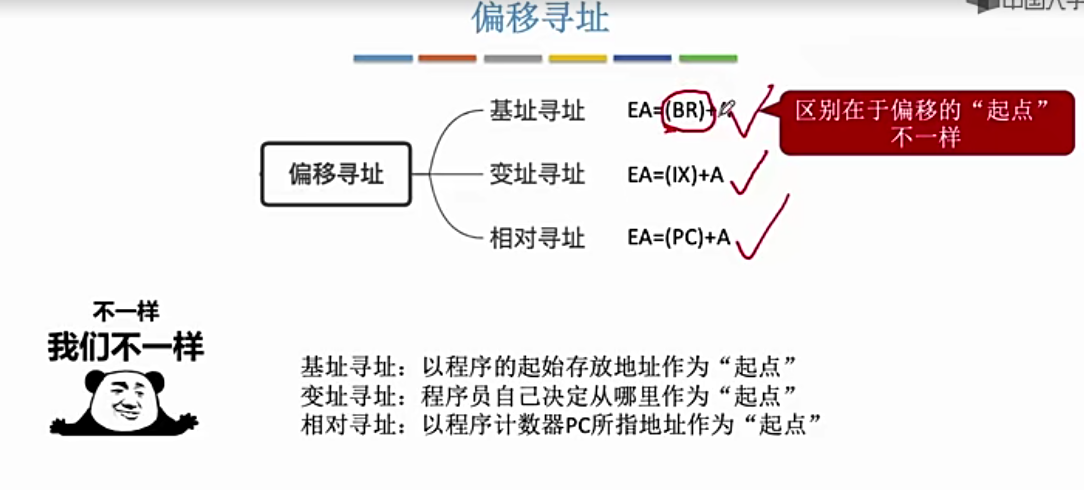 偏移寻址
基址寻址 EA=(BR)+
区别在于偏移的“起点”
不一样
偏移寻址
变址寻址 EA=(IX)+A
相对寻址 EA=(PC)+A
不一样
我们不一样
基址寻址：以程序的起始存放地址作为“起点”
变址寻址：程序员自己决定从哪里作为“起点”
相对寻址：以程序计数器PC所指地址作为“起点”